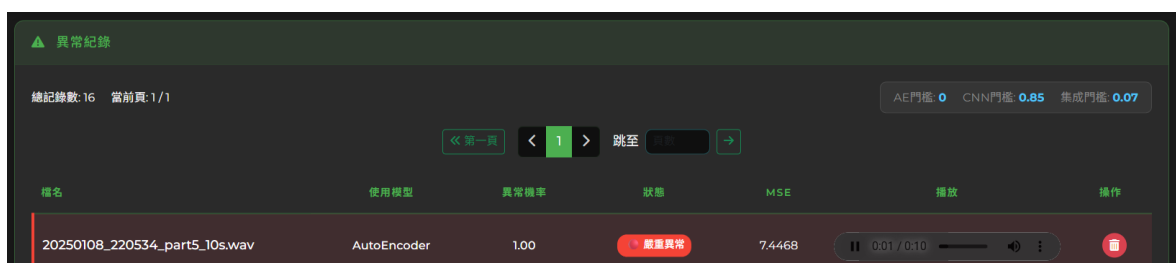 異常紀錄
總記錄數: 16 當前頁: 1 / 1
AE門檻: 0 CNN門檻: 0.85 集成門檻: 0.07
第一頁 1 跳至 頁數
檔名 使用模型 異常機率 狀態 MSE 播放 操作
20250108_220534_part5_10s.wav AutoEncoder 1.00 嚴重異常 7.4468 0:01 / 0:10